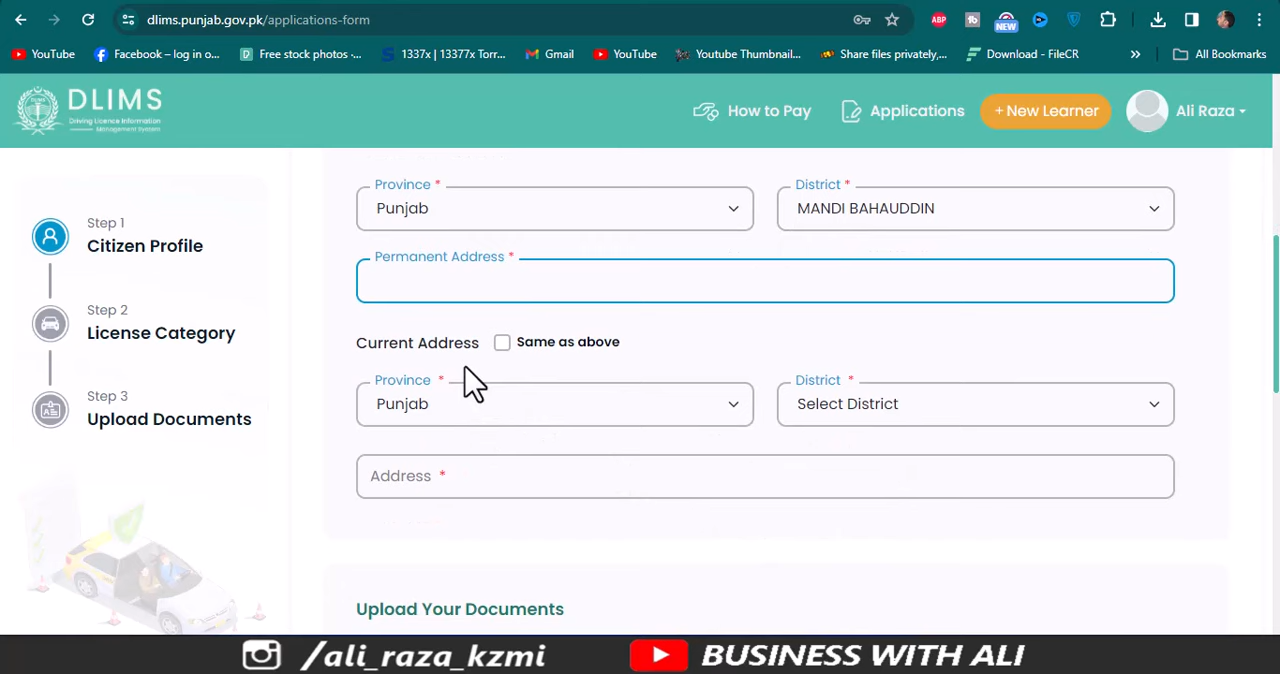 dlims.punjab.gov.pk/applications-form
ABP
NEW
YouTube
Facebook – log in o...
Free stock photos ·...
1337x | 13377x Torr...
Gmail
YouTube
Youtube Thumbnail...
Share files privately,...
Download - FileCR
»
All Bookmarks
DLIMS
Driving Licence Information
Management System
How to Pay
Applications
+ New Learner
Ali Raza
Step 1
Citizen Profile
Step 2
License Category
Step 3
Upload Documents
Province *
Punjab
District *
MANDI BAHAUDDIN
Permanent Address *
Current Address
Same as above
Province *
Punjab
District *
Select District
Address *
Upload Your Documents
/ali_raza_kzmi
BUSINESS WITH ALI